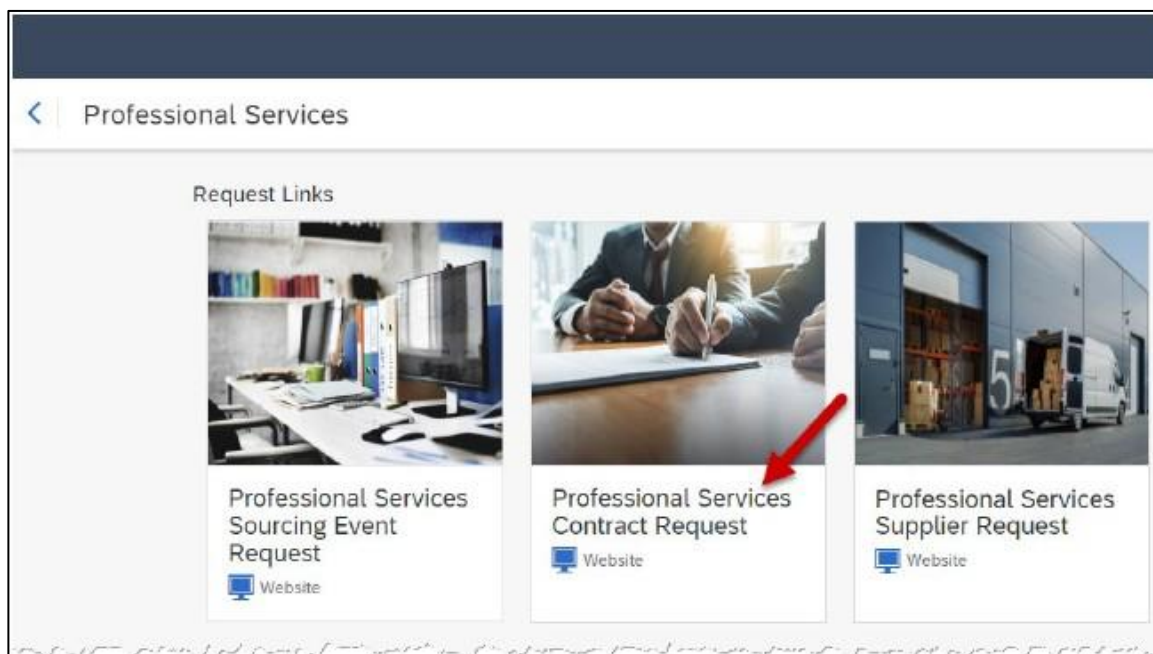 Professional Services
Request Links
Professional Services
Sourcing Event
Request
Website
Professional Services
Contract Request
Website
Professional Services
Supplier Request
Website
5